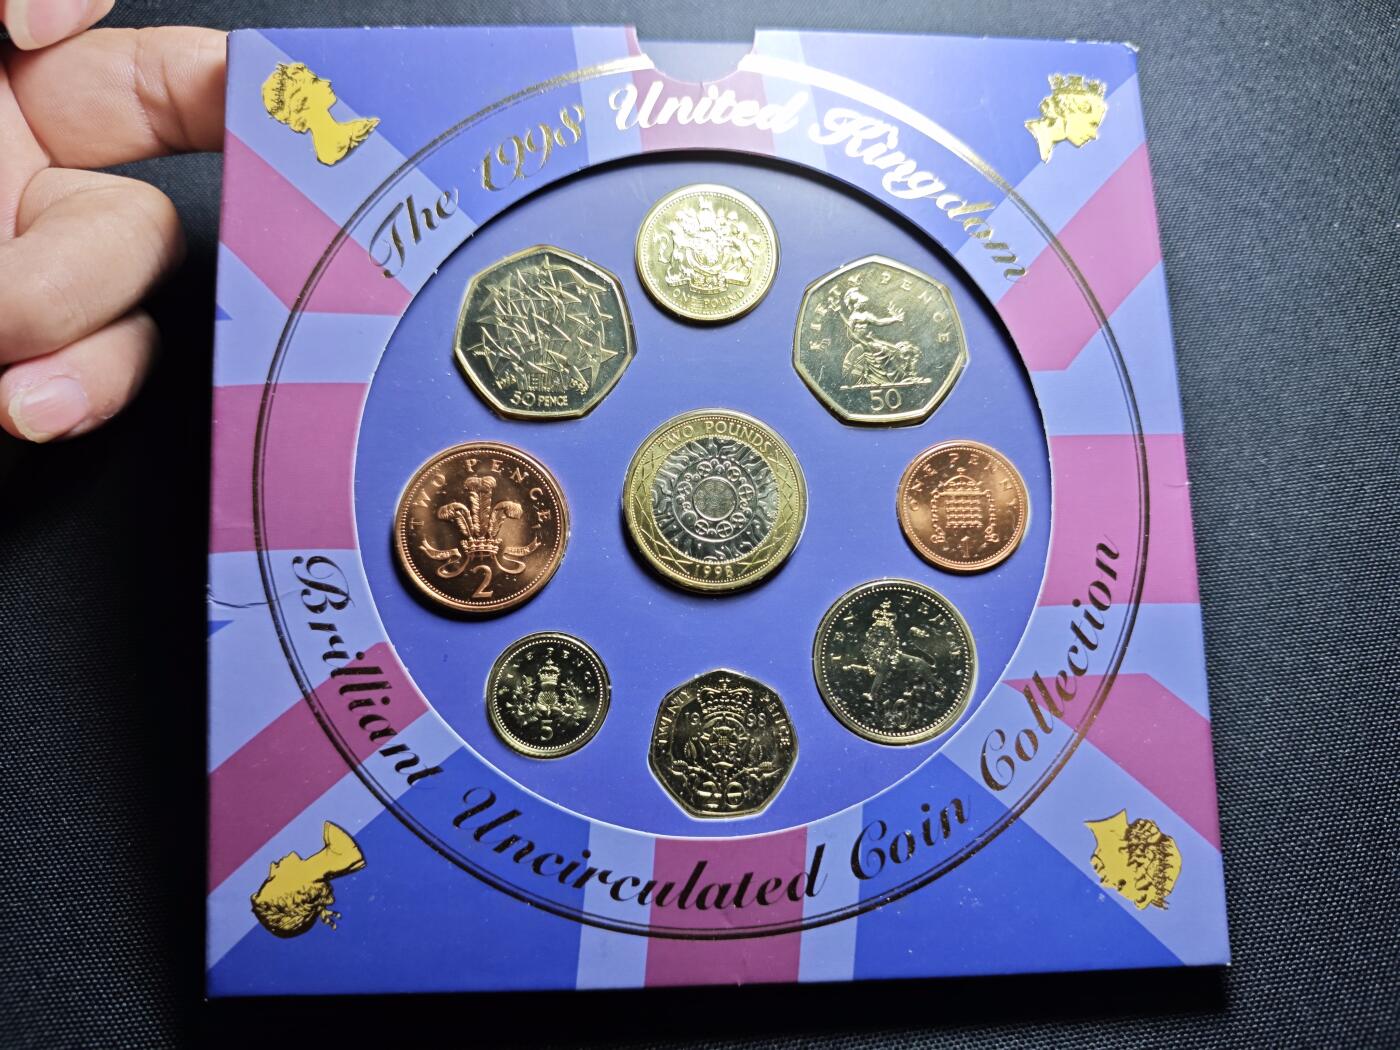 The 1998 United Kingdom
Brilliant Uncirculated Coin Collection
ONE POUND
50 PENCE
FIFTY PENCE
50
TWO POUNDS
1998
TWO PENCE
2
ONE PENNY
1
FIVE PENCE
5
TWENTY PENCE
1998
20
TEN PENCE
10